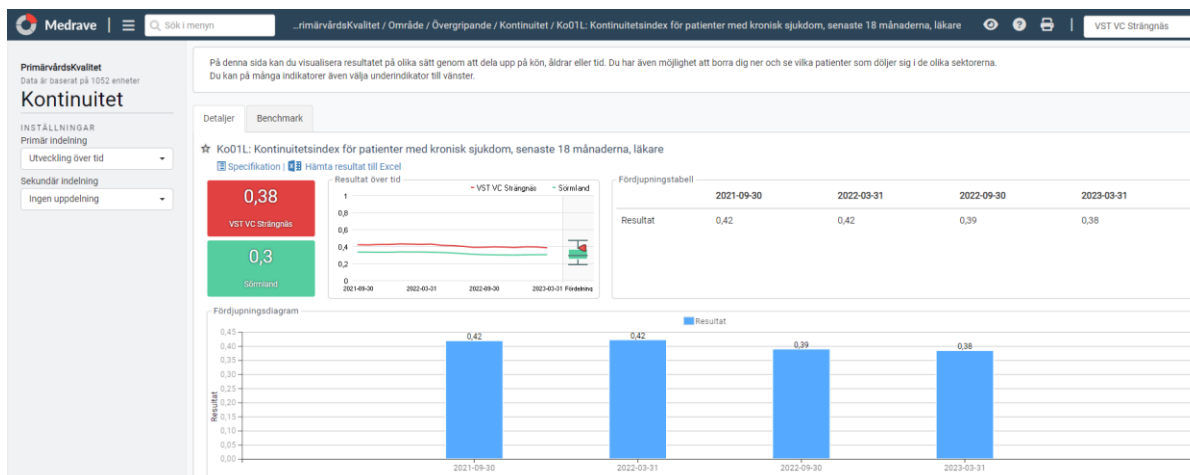 Medrave
Sök i menyn
...rimärvårdsKvalitet / Område / Övergripande / Kontinuitet / Ko01L: Kontinuitetsindex för patienter med kronisk sjukdom, senaste 18 månaderna, läkare
VST VC Strängnäs
PrimärvårdsKvalitet
Data är baserat på 1052 enheter
Kontinuitet
INSTÄLLNINGAR
Primär indelning
Utveckling över tid
Sekundär indelning
Ingen uppdelning
På denna sida kan du visualisera resultatet på olika sätt genom att dela upp på kön, åldrar eller tid. Du har även möjlighet att borra dig ner och se vilka patienter som döljer sig i de olika sektorerna.
Du kan på många indikatorer även välja underindikator till vänster.
Detaljer Benchmark
Ko01L: Kontinuitetsindex för patienter med kronisk sjukdom, senaste 18 månaderna, läkare
Specifikation | Hämta resultat till Excel
0,38
VST VC Strängnäs
0,3
Sörmland
Resultat över tid
VST VC Strängnäs Sörmland
1
0,8
0,6
0,4
0,2
0
2021-09-30 2022-03-31 2022-09-30 2023-03-31 Fördelning
Fördjupningstabell
2021-09-30 2022-03-31 2022-09-30 2023-03-31
Resultat 0,42 0,42 0,39 0,38
Fördjupningsdiagram
Resultat
Resultat
0,45
0,40
0,35
0,30
0,25
0,20
0,15
0,10
0,05
0,00
0,42 0,42 0,39 0,38
2021-09-30 2022-03-31 2022-09-30 2023-03-31